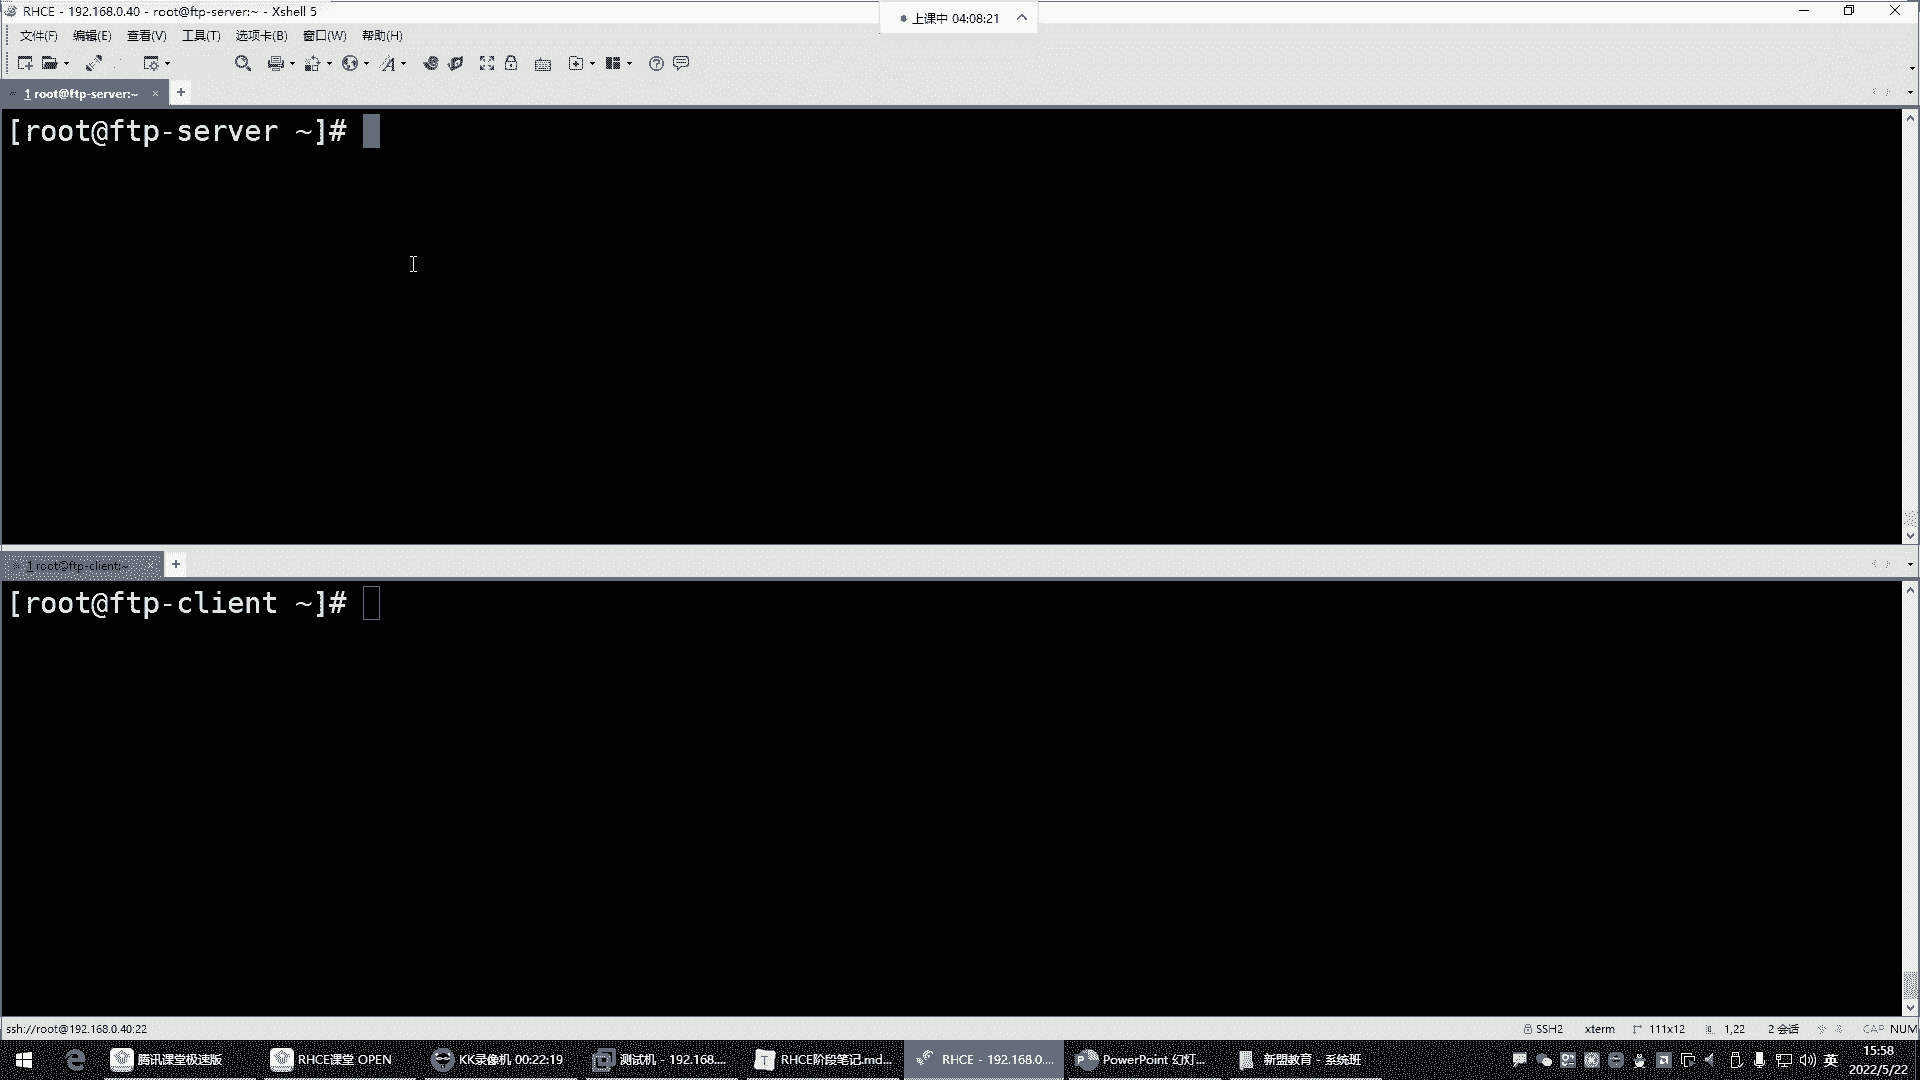 RHCE - 192.168.0.40 - root@ftp-server:~ - Xshell 5
上课中 04:08:21
文件(F) 编辑(E) 查看(V) 工具(T) 选项卡(B) 窗口(W) 帮助(H)
1 root@ftp-server:~
[root@ftp-server ~]#
1 root@ftp-client:~
[root@ftp-client ~]#
ssh://root@192.168.0.40:22
SSH2 xterm 111x12 1,22 2 会话 CAP NUM
腾讯课堂极速版 RHCE课堂 OPEN KK录像机 00:22:19 测试机 - 192.168.... RHCE阶段笔记.md... RHCE - 192.168.0.... PowerPoint 幻灯... 新盟教育 - 系统班 英 15:58
2022/5/22